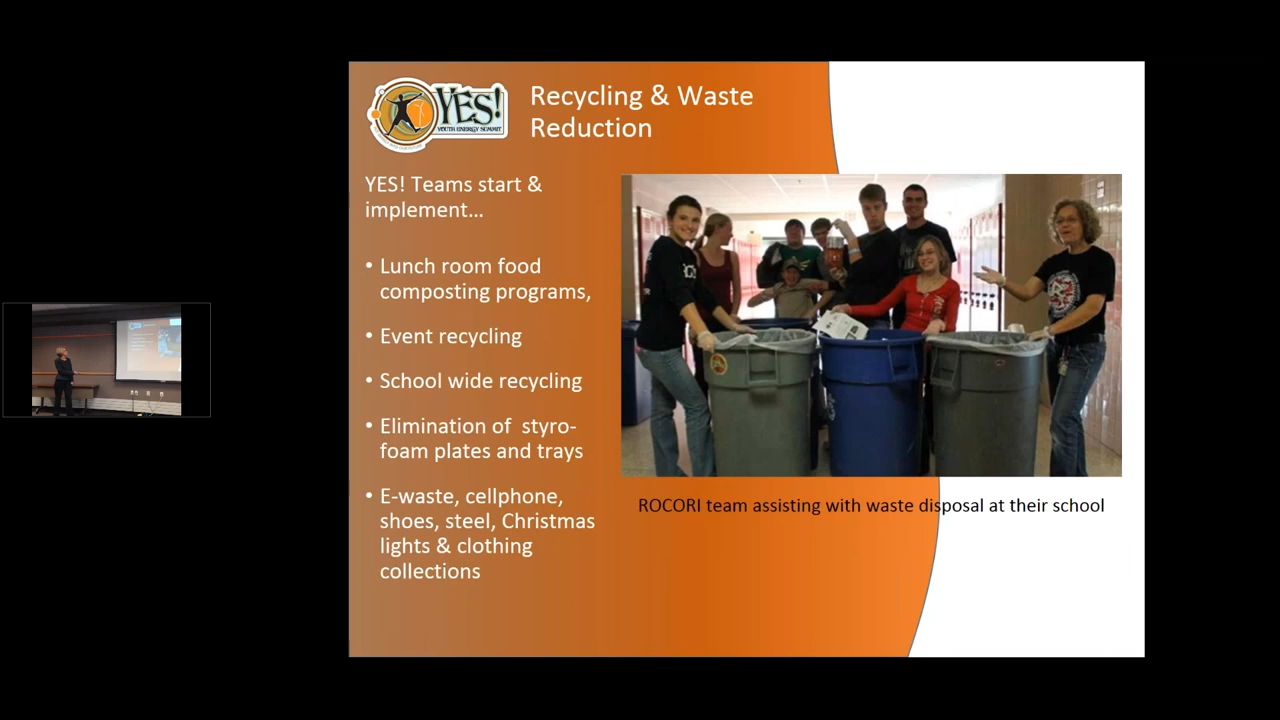 YES!
YOUTH ENERGY SUMMIT
Recycling & Waste
Reduction
YES! Teams start &
implement…
• Lunch room food
composting programs,
• Event recycling
• School wide recycling
• Elimination of styro-
foam plates and trays
• E-waste, cellphone,
shoes, steel, Christmas
lights & clothing
collections
ROCORI team assisting with waste disposal at their school